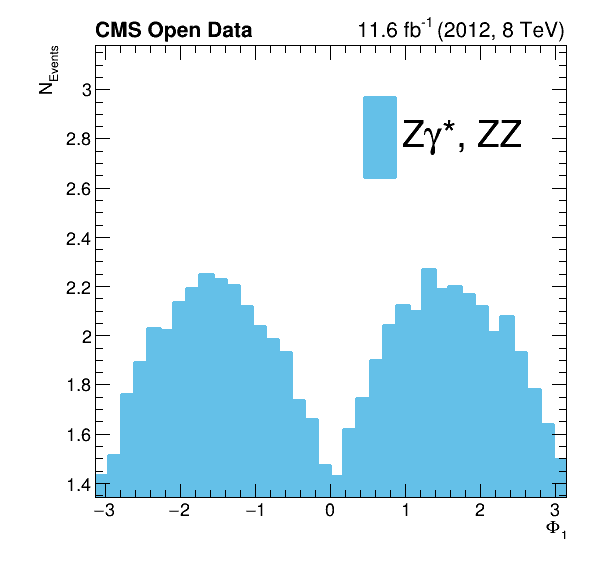 CMS Open Data 11.6 fb⁻¹ (2012, 8 TeV)
N_Events
3
2.8
2.6
2.4
2.2
2
1.8
1.6
1.4
Zγ*, ZZ
−3 −2 −1 0 1 2 3
Φ₁